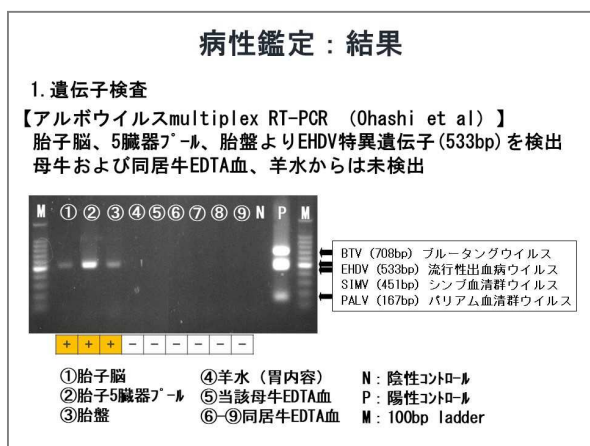 病性鑑定：結果
1.遺伝子検査
【アルボウイルスmultiplex RT-PCR （Ohashi et al）】
胎子脳、5臓器プール、胎盤よりEHDV特異遺伝子(533bp)を検出
母牛および同居牛EDTA血、羊水からは未検出
M ① ② ③ ④ ⑤ ⑥ ⑦ ⑧ ⑨ N P M
BTV (708bp) ブルータングウイルス
EHDV (533bp) 流行性出血病ウイルス
SIMV (451bp) シンブ血清群ウイルス
PALV (167bp) パリアム血清群ウイルス
+ + + − − − − − − −
①胎子脳 ④羊水（胃内容） N：陰性コントロール
②胎子5臓器プール ⑤当該母牛EDTA血 P：陽性コントロール
③胎盤 ⑥-⑨同居牛EDTA血 M：100bp ladder